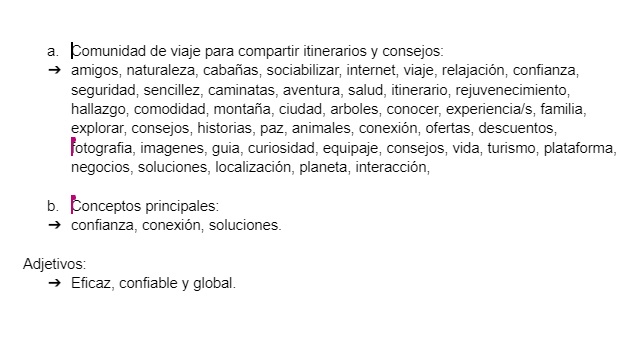 a. Comunidad de viaje para compartir itinerarios y consejos:
➔ amigos, naturaleza, cabañas, sociabilizar, internet, viaje, relajación, confianza,
seguridad, sencillez, caminatas, aventura, salud, itinerario, rejuvenecimiento,
hallazgo, comodidad, montaña, ciudad, arboles, conocer, experiencia/s, familia,
explorar, consejos, historias, paz, animales, conexión, ofertas, descuentos,
fotografia, imagenes, guia, curiosidad, equipaje, consejos, vida, turismo, plataforma,
negocios, soluciones, localización, planeta, interacción,
b. Conceptos principales:
➔ confianza, conexión, soluciones.
Adjetivos:
➔ Eficaz, confiable y global.